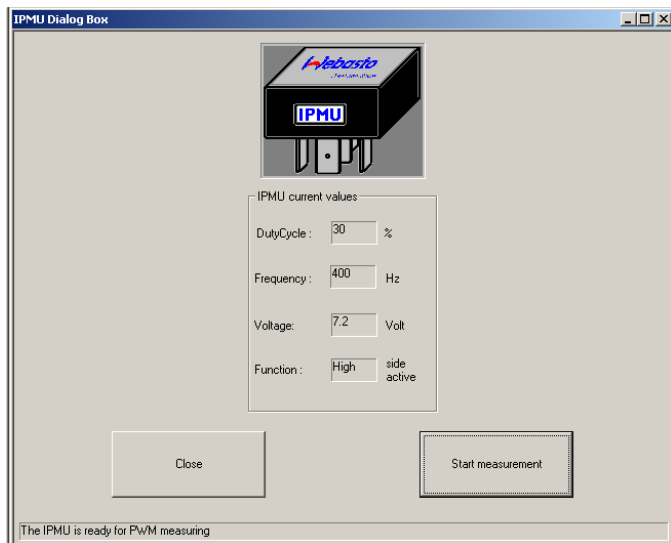 IPMU Dialog Box
Webasto
IPMU
IPMU current values
DutyCycle : 30 %
Frequency : 400 Hz
Voltage: 7.2 Volt
Function : High side active
Close Start measurement
The IPMU is ready for PWM measuring